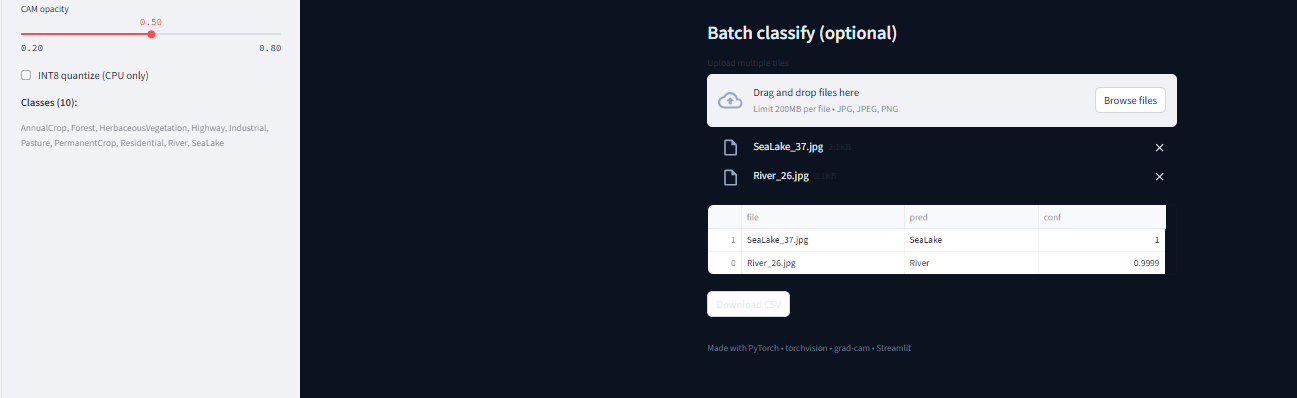 CAM opacity
0.50
0.20 0.80
INT8 quantize (CPU only)
Classes (10):
AnnualCrop, Forest, HerbaceousVegetation, Highway, Industrial,
Pasture, PermanentCrop, Residential, River, SeaLake
Batch classify (optional)
Upload multiple tiles
Drag and drop files here
Limit 200MB per file • JPG, JPEG, PNG
Browse files
SeaLake_37.jpg 3.1KB
River_26.jpg 3.1KB
file pred conf
1 SeaLake_37.jpg SeaLake 1
0 River_26.jpg River 0.9999
Download CSV
Made with PyTorch • torchvision • grad-cam • Streamlit